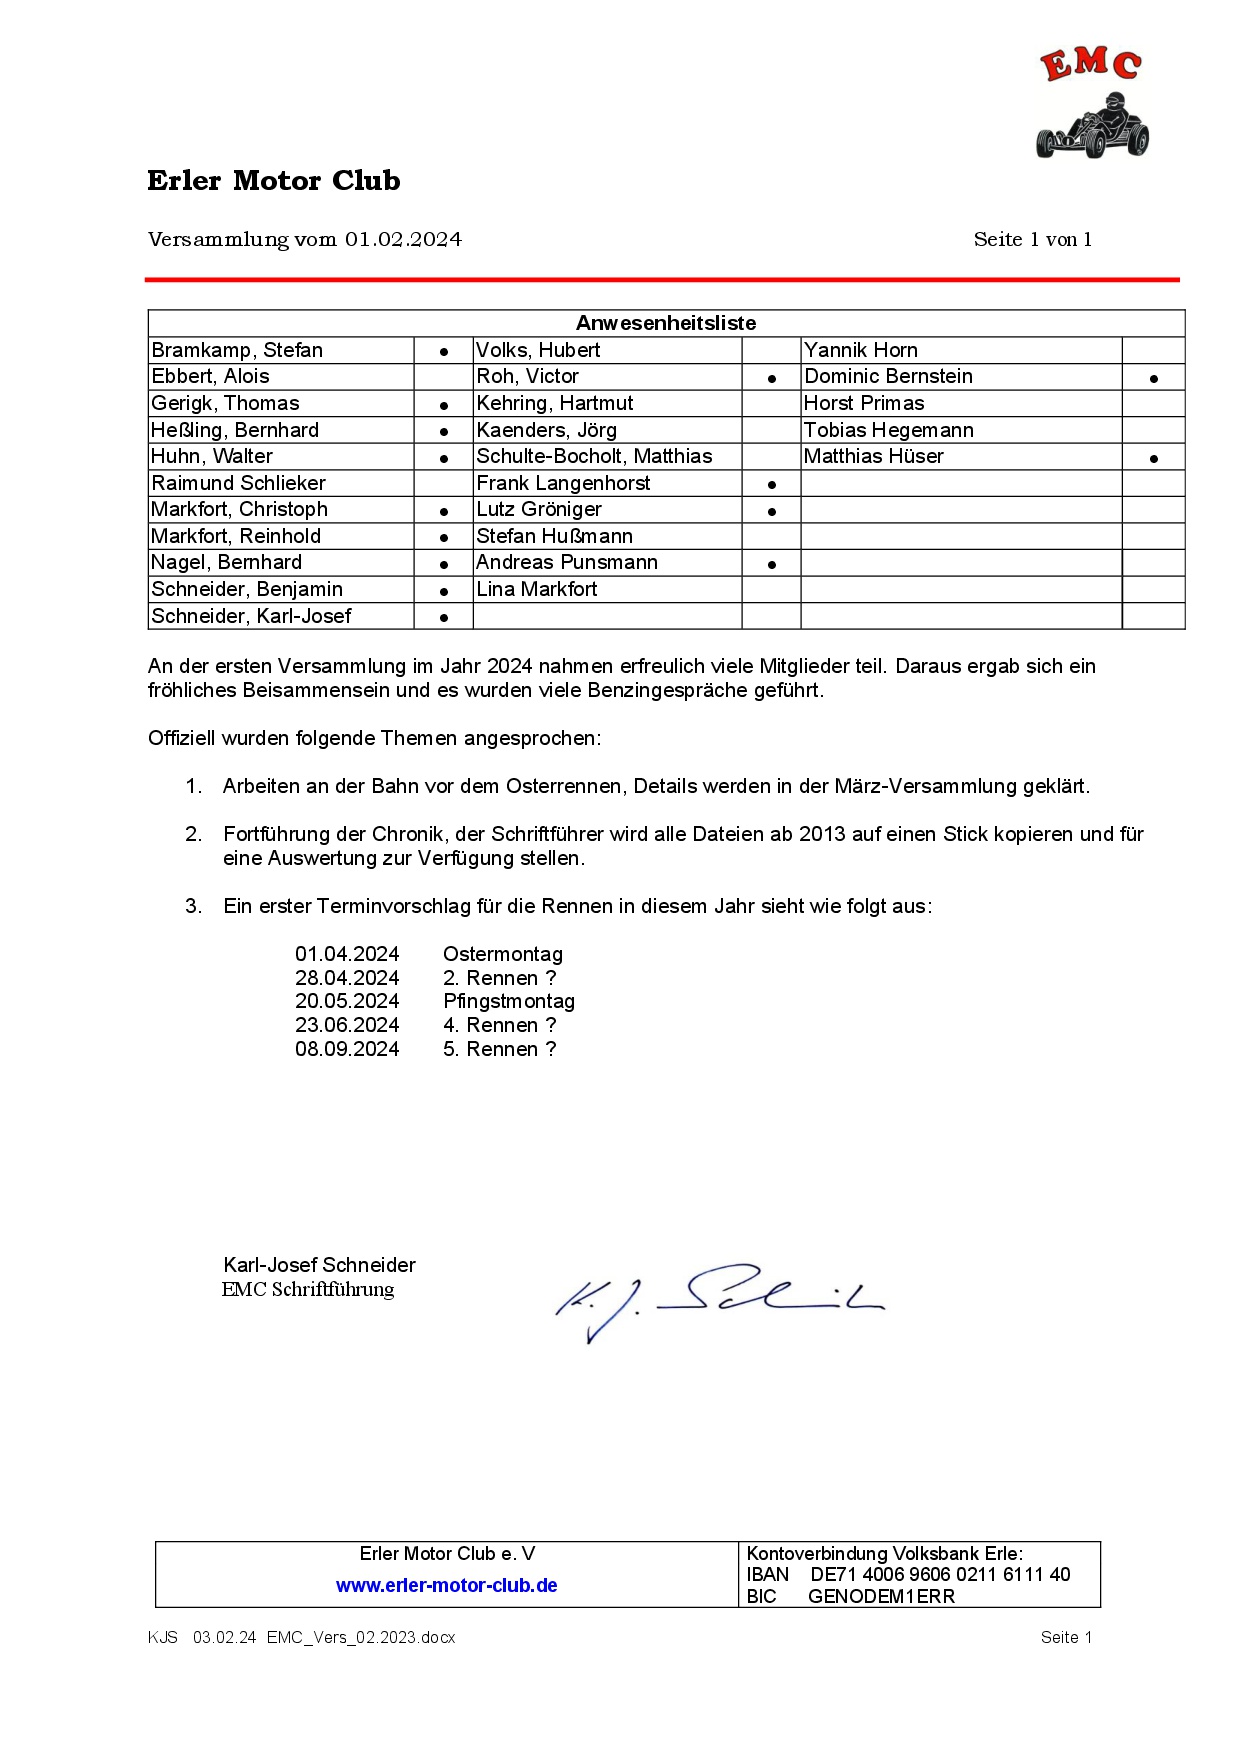 EMC
Erler Motor Club
Versammlung vom 01.02.2024 Seite 1 von 1
Anwesenheitsliste
Bramkamp, Stefan ● Volks, Hubert Yannik Horn
Ebbert, Alois Roh, Victor ● Dominic Bernstein ●
Gerigk, Thomas ● Kehring, Hartmut Horst Primas
Heßling, Bernhard ● Kaenders, Jörg Tobias Hegemann
Huhn, Walter ● Schulte-Bocholt, Matthias Matthias Hüser ●
Raimund Schlieker Frank Langenhorst ●
Markfort, Christoph ● Lutz Gröniger ●
Markfort, Reinhold ● Stefan Hußmann
Nagel, Bernhard ● Andreas Punsmann ●
Schneider, Benjamin ● Lina Markfort
Schneider, Karl-Josef ●
An der ersten Versammlung im Jahr 2024 nahmen erfreulich viele Mitglieder teil. Daraus ergab sich ein
fröhliches Beisammensein und es wurden viele Benzingespräche geführt.
Offiziell wurden folgende Themen angesprochen:
1. Arbeiten an der Bahn vor dem Osterrennen, Details werden in der März-Versammlung geklärt.
2. Fortführung der Chronik, der Schriftführer wird alle Dateien ab 2013 auf einen Stick kopieren und für
eine Auswertung zur Verfügung stellen.
3. Ein erster Terminvorschlag für die Rennen in diesem Jahr sieht wie folgt aus:
01.04.2024 Ostermontag
28.04.2024 2. Rennen ?
20.05.2024 Pfingstmontag
23.06.2024 4. Rennen ?
08.09.2024 5. Rennen ?
Karl-Josef Schneider
EMC Schriftführung
K. J. Schneider
Erler Motor Club e. V
www.erler-motor-club.de
Kontoverbindung Volksbank Erle:
IBAN DE71 4006 9606 0211 6111 40
BIC GENODEM1ERR
KJS 03.02.24 EMC_Vers_02.2023.docx Seite 1